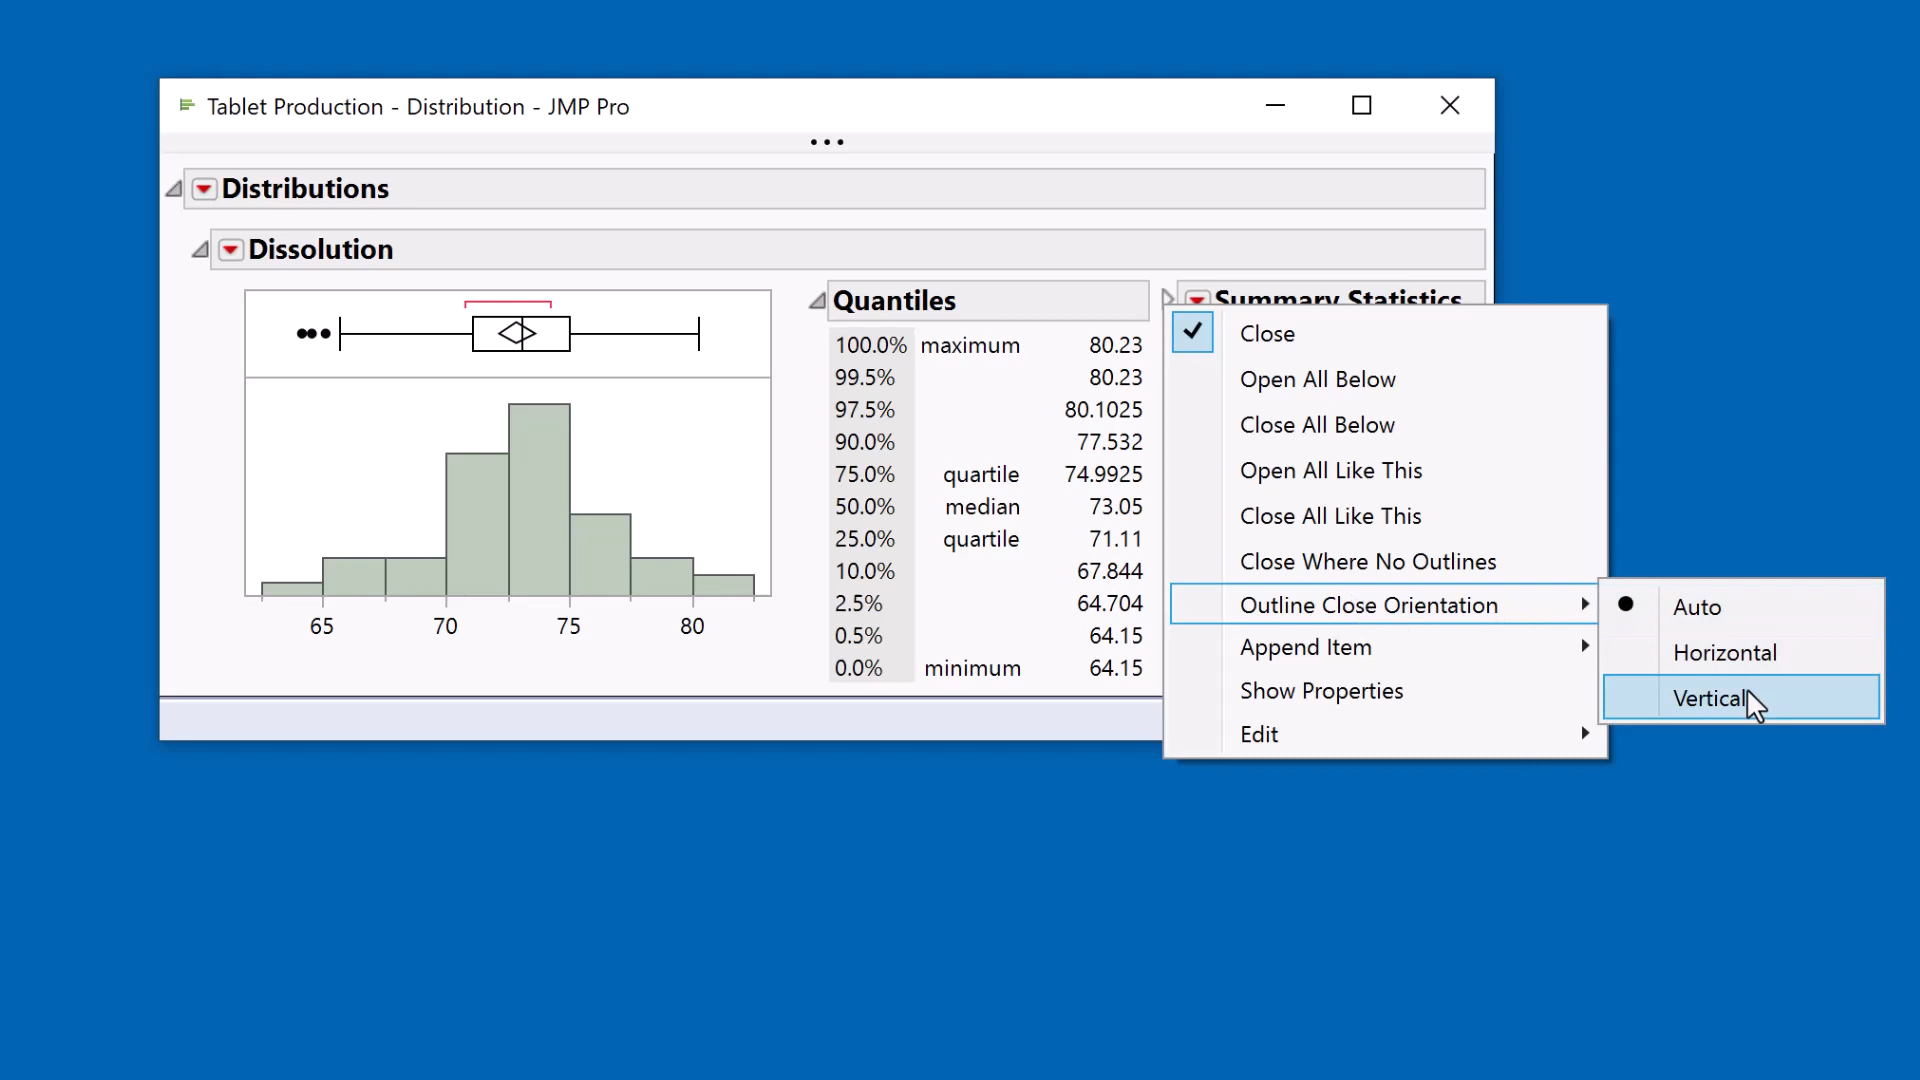 Tablet Production - Distribution - JMP Pro
Distributions
Dissolution
65 70 75 80
Quantiles
100.0% maximum 80.23
99.5% 80.23
97.5% 80.1025
90.0% 77.532
75.0% quartile 74.9925
50.0% median 73.05
25.0% quartile 71.11
10.0% 67.844
2.5% 64.704
0.5% 64.15
0.0% minimum 64.15
Summary Statistics
Close
Open All Below
Close All Below
Open All Like This
Close All Like This
Close Where No Outlines
Outline Close Orientation
Append Item
Show Properties
Edit
Auto
Horizontal
Vertical